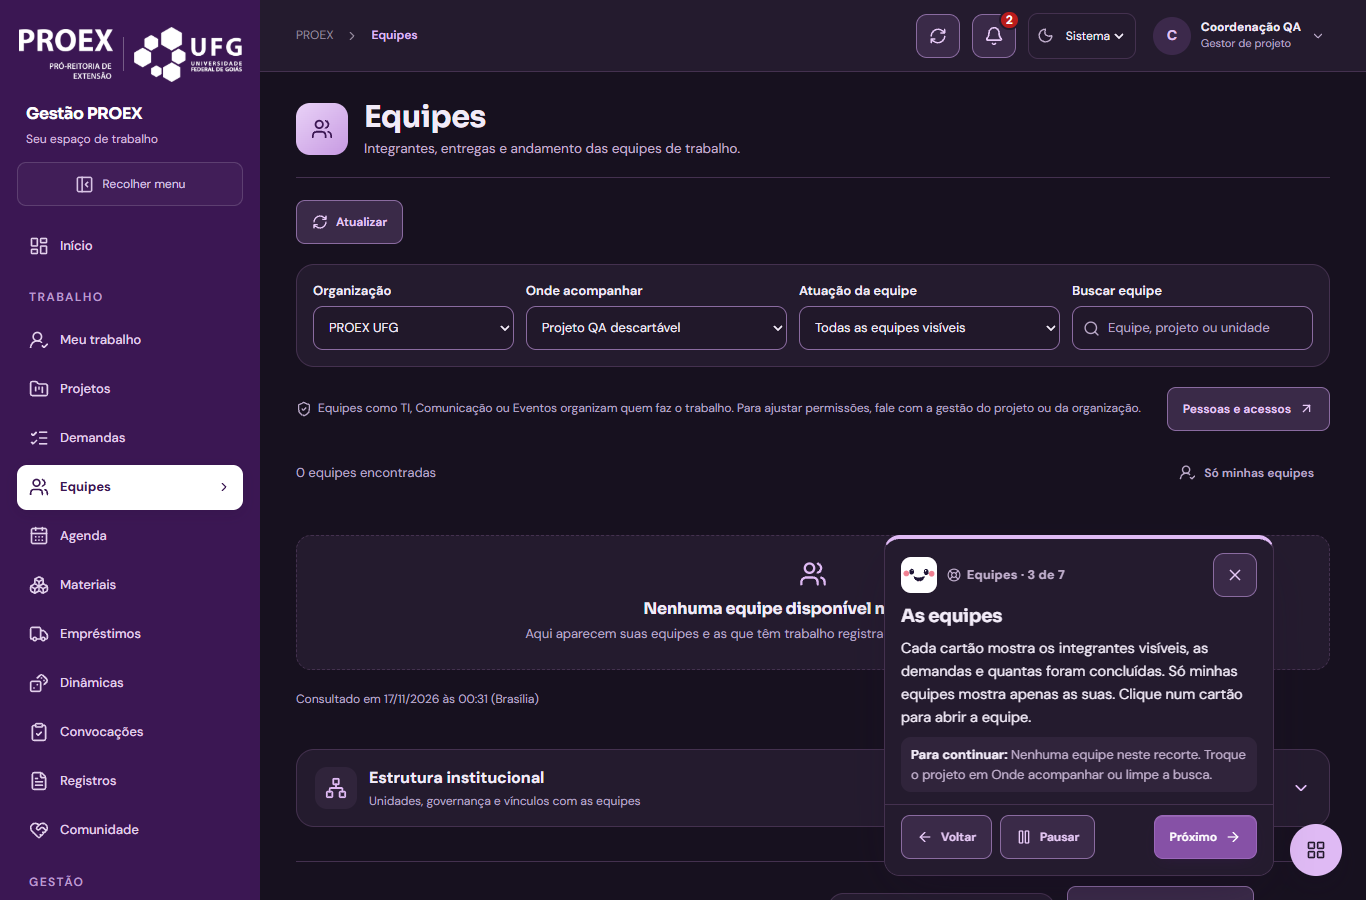 PROEX
PRÓ-REITORIA DE
EXTENSÃO
UFG
UNIVERSIDADE
FEDERAL DE GOIÁS
Gestão PROEX
Seu espaço de trabalho
Recolher menu
Início
TRABALHO
Meu trabalho
Projetos
Demandas
Equipes
Agenda
Materiais
Empréstimos
Dinâmicas
Convocações
Registros
Comunidade
GESTÃO
PROEX
Equipes
2
Sistema
C
Coordenação QA
Gestor de projeto
Equipes
Integrantes, entregas e andamento das equipes de trabalho.
Atualizar
Organização
Onde acompanhar
Atuação da equipe
Buscar equipe
PROEX UFG
Projeto QA descartável
Todas as equipes visíveis
Equipe, projeto ou unidade
Equipes como TI, Comunicação ou Eventos organizam quem faz o trabalho. Para ajustar permissões, fale com a gestão do projeto ou da organização.
Pessoas e acessos
0 equipes encontradas
Só minhas equipes
Nenhuma equipe disponível
Aqui aparecem suas equipes e as que têm trabalho
Consultado em 17/11/2026 às 00:31 (Brasília)
Estrutura institucional
Unidades, governança e vínculos com as equipes
Equipes · 3 de 7
As equipes
Cada cartão mostra os integrantes visíveis, as
demandas e quantas foram concluídas. Só minhas
equipes mostra apenas as suas. Clique num cartão
para abrir a equipe.
Para continuar: Nenhuma equipe neste recorte. Troque
o projeto em Onde acompanhar ou limpe a busca.
Voltar
Pausar
Próximo